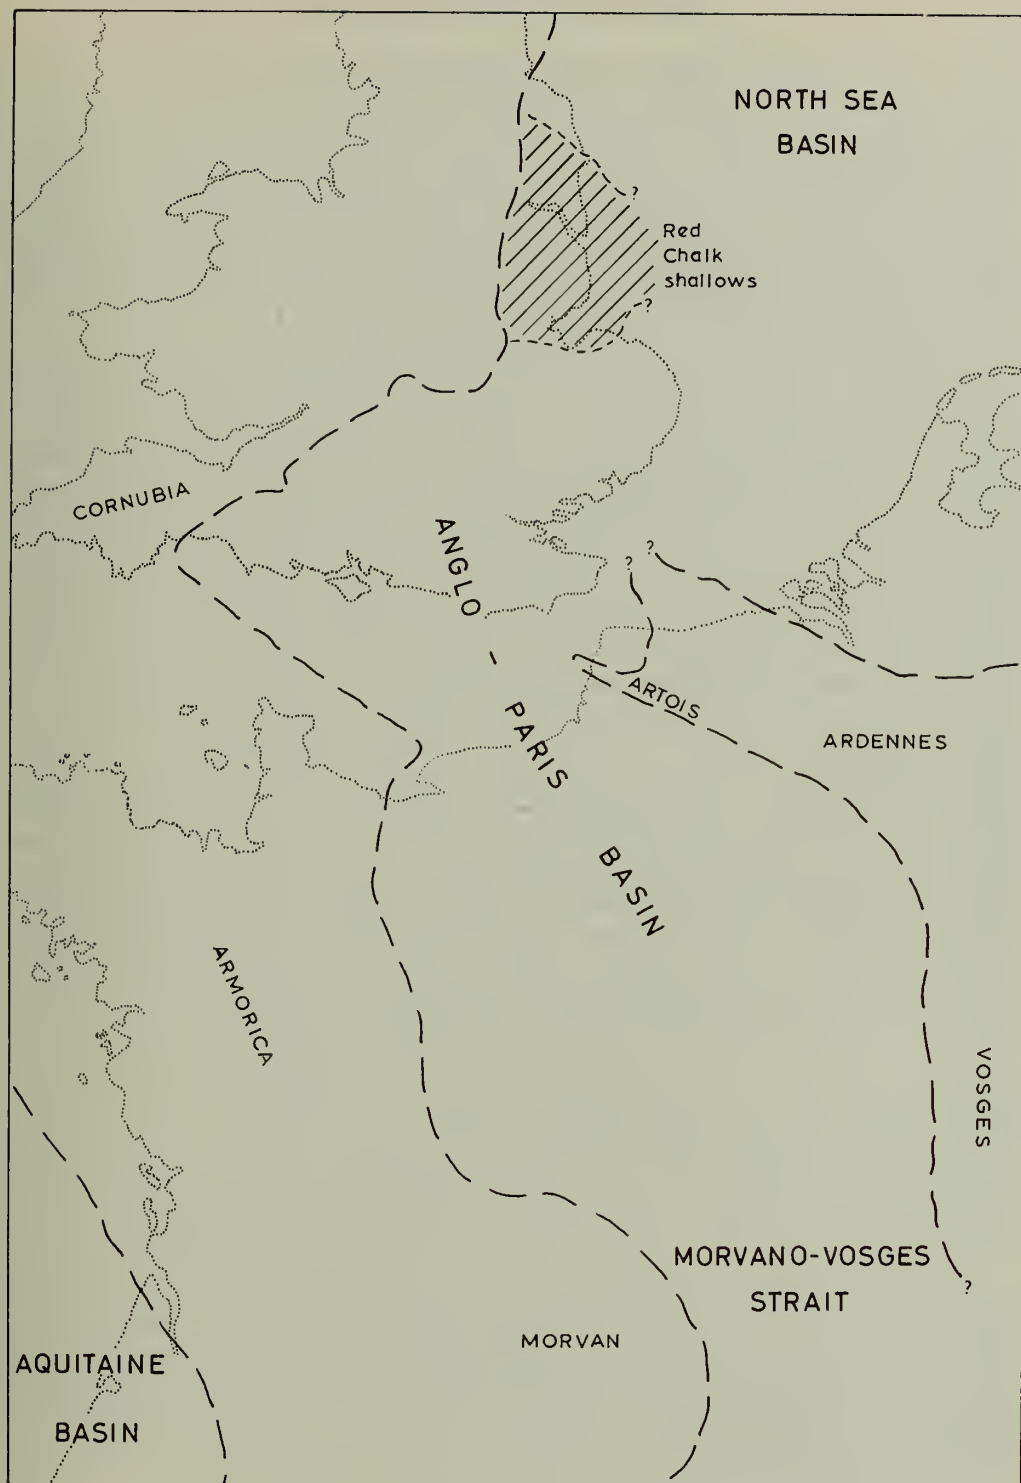 NORTH SEA
BASIN
?
Red
Chalk
shallows
?
CORNUBIA
ANGLO
-
PARIS
BASIN
?
?
ARTOIS
ARDENNES
ARMORICA
VOSGES
MORVANO-VOSGES
STRAIT
?
MORVAN
AQUITAINE
BASIN